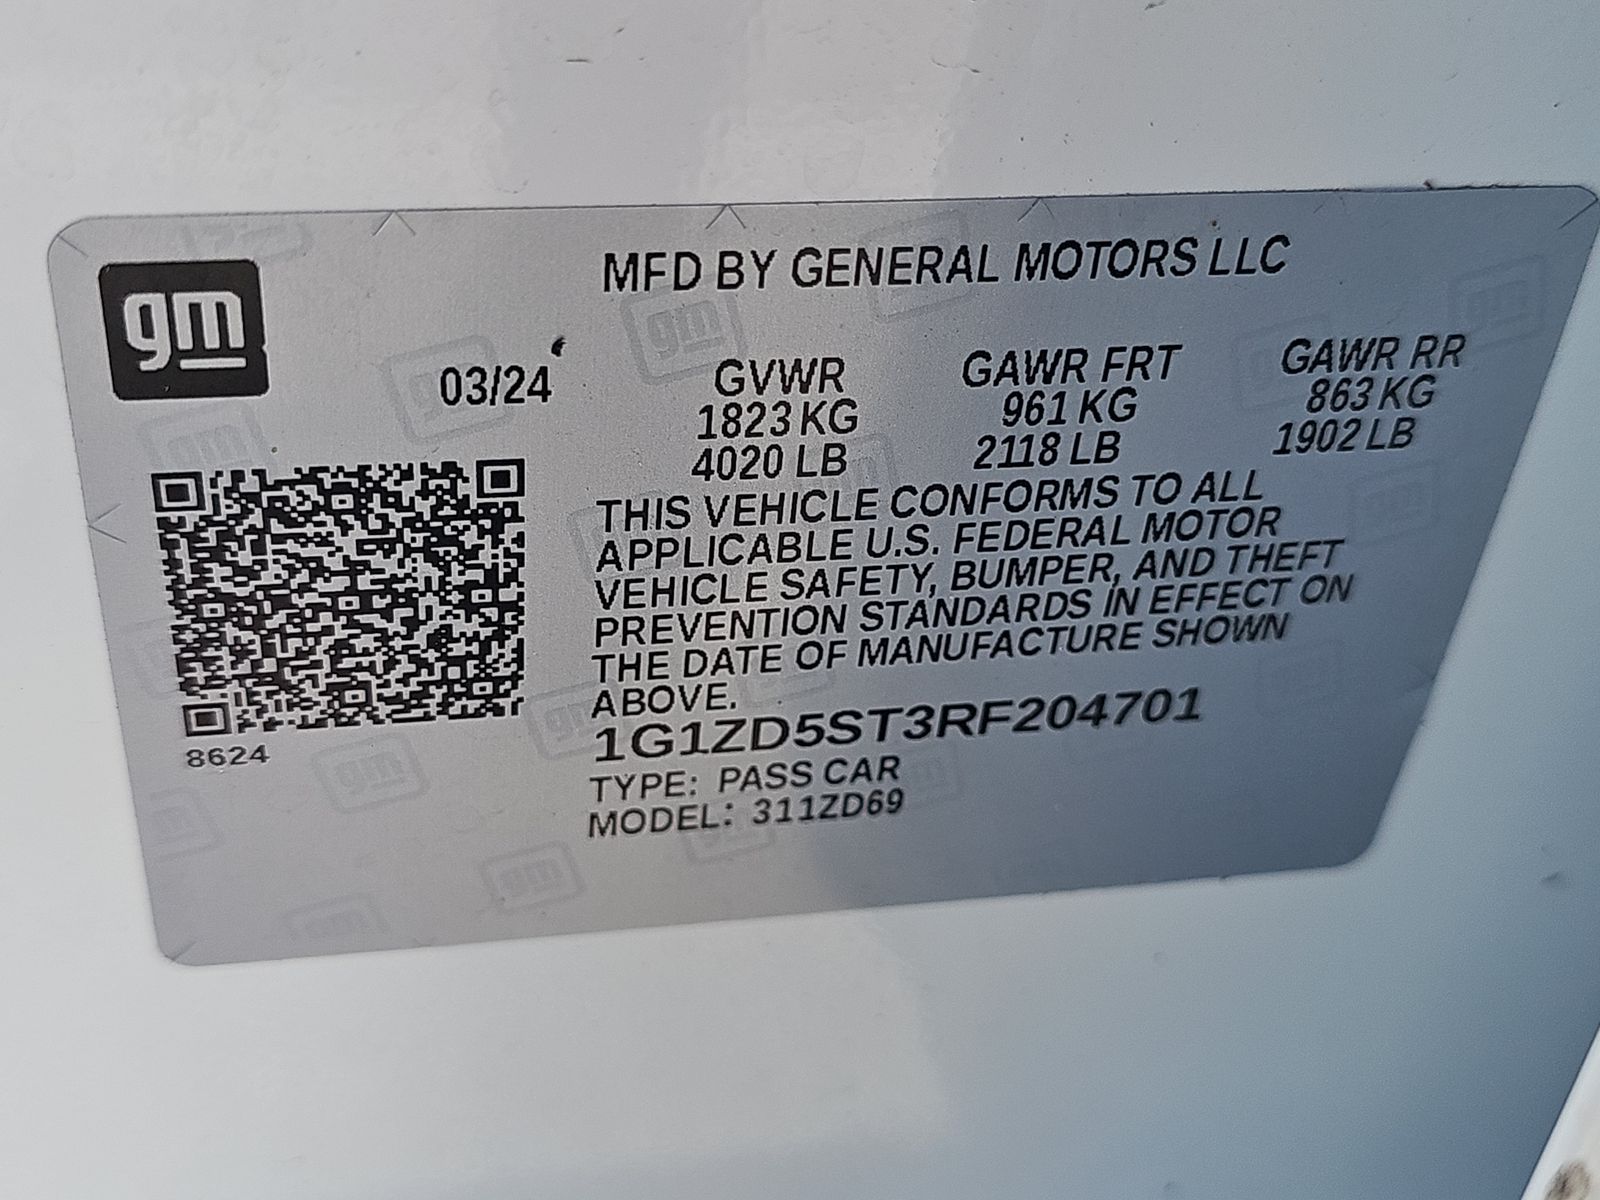 gm
MFD BY GENERAL MOTORS LLC
03/24
GVWR GAWR FRT GAWR RR
1823 KG 961 KG 863 KG
4020 LB 2118 LB 1902 LB
THIS VEHICLE CONFORMS TO ALL
APPLICABLE U.S. FEDERAL MOTOR
VEHICLE SAFETY, BUMPER, AND THEFT
PREVENTION STANDARDS IN EFFECT ON
THE DATE OF MANUFACTURE SHOWN
ABOVE.
1G1ZD5ST3RF204701
8624
TYPE: PASS CAR
MODEL: 311ZD69